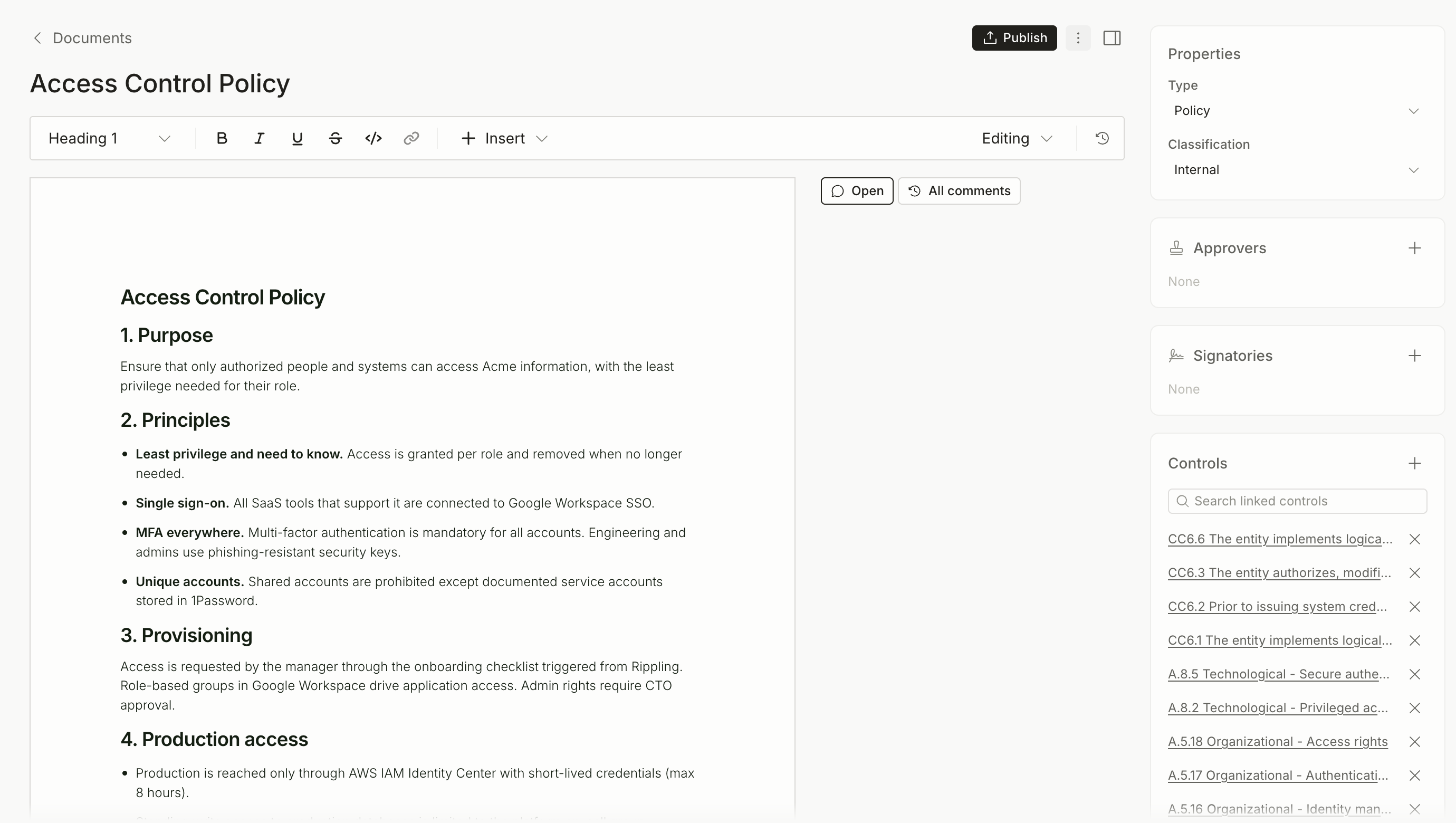 Documents
Publish
Access Control Policy
Heading 1
B
I
U
S
Insert
Editing
Open
All comments
Access Control Policy
1. Purpose
Ensure that only authorized people and systems can access Acme information, with the least
privilege needed for their role.
2. Principles
• Least privilege and need to know. Access is granted per role and removed when no longer
needed.
• Single sign-on. All SaaS tools that support it are connected to Google Workspace SSO.
• MFA everywhere. Multi-factor authentication is mandatory for all accounts. Engineering and
admins use phishing-resistant security keys.
• Unique accounts. Shared accounts are prohibited except documented service accounts
stored in 1Password.
3. Provisioning
Access is requested by the manager through the onboarding checklist triggered from Rippling.
Role-based groups in Google Workspace drive application access. Admin rights require CTO
approval.
4. Production access
• Production is reached only through AWS IAM Identity Center with short-lived credentials (max
8 hours).
Properties
Type
Policy
Classification
Internal
Approvers
None
Signatories
None
Controls
Search linked controls
CC6.6 The entity implements logica...
CC6.3 The entity authorizes, modifi...
CC6.2 Prior to issuing system cred...
CC6.1 The entity implements logical...
A.8.5 Technological - Secure authe...
A.8.2 Technological - Privileged ac...
A.5.18 Organizational - Access rights
A.5.17 Organizational - Authenticati...
A.5.16 Organizational - Identity man...